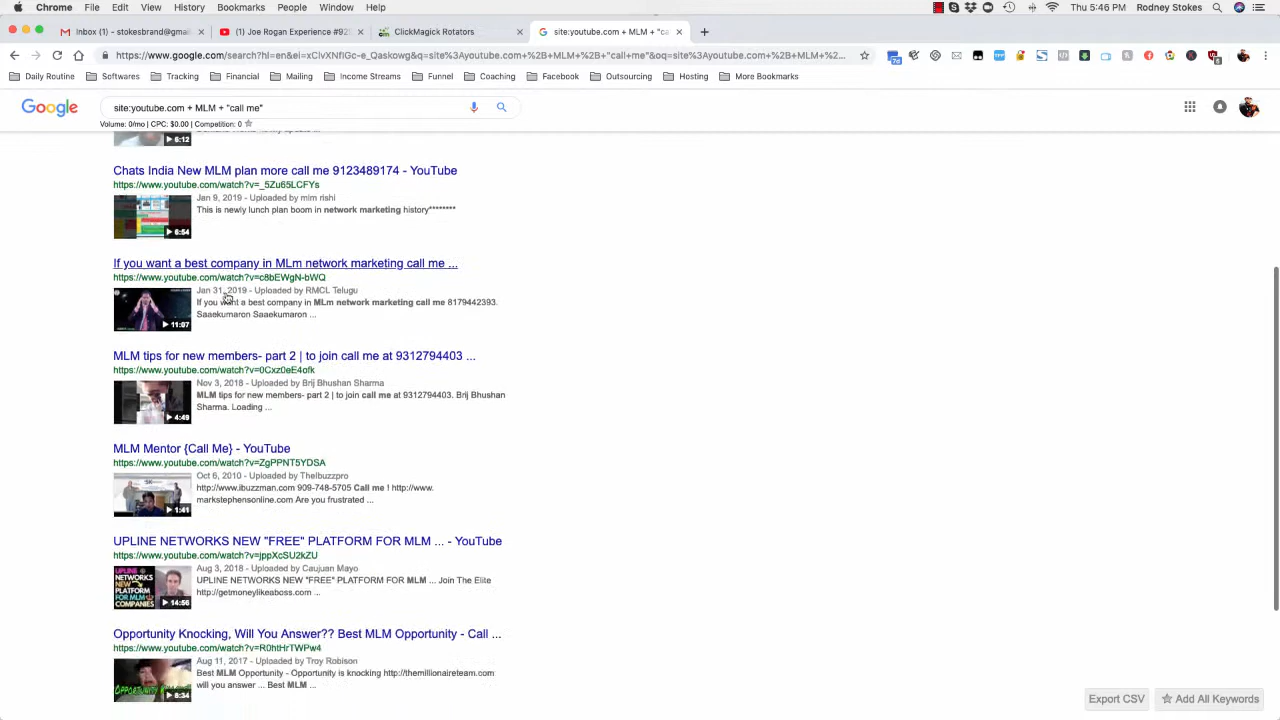 Chrome File Edit View History Bookmarks People Window Help Thu 5:46 PM Rodney Stokes
Inbox (1) - stokesbrand@gmai
(1) Joe Rogan Experience #92
ClickMagick Rotators
site:youtube.com + MLM + "ca
https://www.google.com/search?hl=en&ei=xCIVXNfIGc-e_Qaskowg&q=site%3Ayoutube.com+%2B+MLM+%2B+"call+me"&oq=site%3Ayoutube.com+%2B+MLM+%2...
Daily Routine Softwares Tracking Financial Mailing Income Streams Funnel Coaching Facebook Outsourcing Hosting More Bookmarks
Google site:youtube.com + MLM + "call me"
Volume: 0/mo | CPC: $0.00 | Competition: 0
6:12
Chats India New MLM plan more call me 9123489174 - YouTube
https://www.youtube.com/watch?v=_5Zu65LCFYs
Jan 9, 2019 - Uploaded by mlm rishi
This is newly lunch plan boom in network marketing history********
6:54
If you want a best company in MLm network marketing call me ...
https://www.youtube.com/watch?v=c8bEWgN-bWQ
Jan 31, 2019 - Uploaded by RMCL Telugu
If you want a best company in MLm network marketing call me 8179442393.
Saaekumaron Saaekumaron ...
11:07
MLM tips for new members- part 2 | to join call me at 9312794403 ...
https://www.youtube.com/watch?v=0Cxz0eE4ofk
Nov 3, 2018 - Uploaded by Brij Bhushan Sharma
MLM tips for new members- part 2 | to join call me at 9312794403. Brij Bhushan
Sharma. Loading ...
4:49
MLM Mentor {Call Me} - YouTube
https://www.youtube.com/watch?v=ZgPPNT5YDSA
Oct 6, 2010 - Uploaded by TheIbuzzpro
http://www.ibuzzman.com 909-748-5705 Call me ! http://www.
markstephensonline.com Are you frustrated ...
1:41
UPLINE NETWORKS NEW "FREE" PLATFORM FOR MLM ... - YouTube
https://www.youtube.com/watch?v=jppXcSU2kZU
Aug 3, 2018 - Uploaded by Caujuan Mayo
UPLINE NETWORKS NEW "FREE" PLATFORM FOR MLM ... Join The Elite
http://getmoneylikeaboss.com ...
UPLINE
NETWORKS
NEW
PLATFORM
FOR MLM
COMPANIES
14:56
Opportunity Knocking, Will You Answer?? Best MLM Opportunity - Call ...
https://www.youtube.com/watch?v=R0htHrTWPw4
Aug 11, 2017 - Uploaded by Troy Robison
Best MLM Opportunity - Opportunity is knocking http://themillionaireteam.com
will you answer ... Best MLM ...
8:34
Export CSV
Add All Keywords